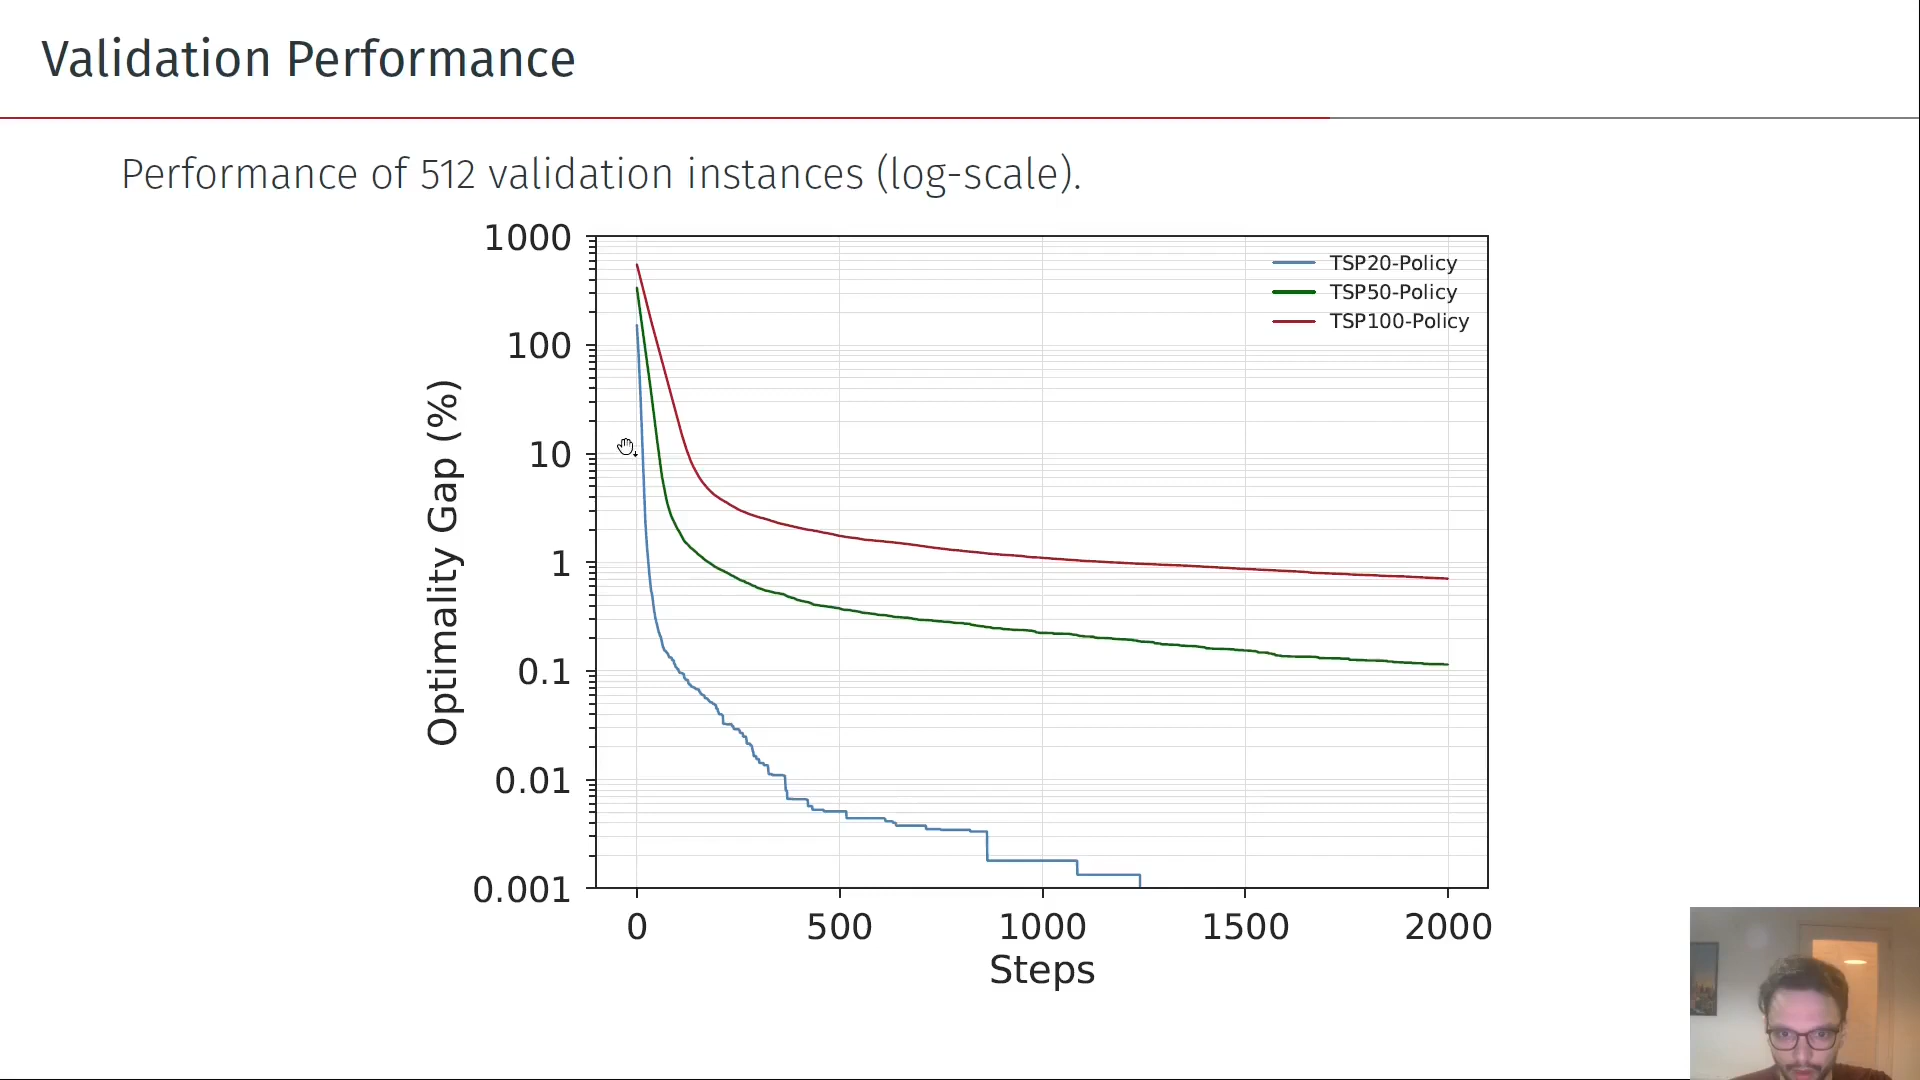 Validation Performance
Performance of 512 validation instances (log-scale).
1000
100
10
1
0.1
0.01
0.001
Optimality Gap (%)
TSP20-Policy
TSP50-Policy
TSP100-Policy
0 500 1000 1500 2000
Steps